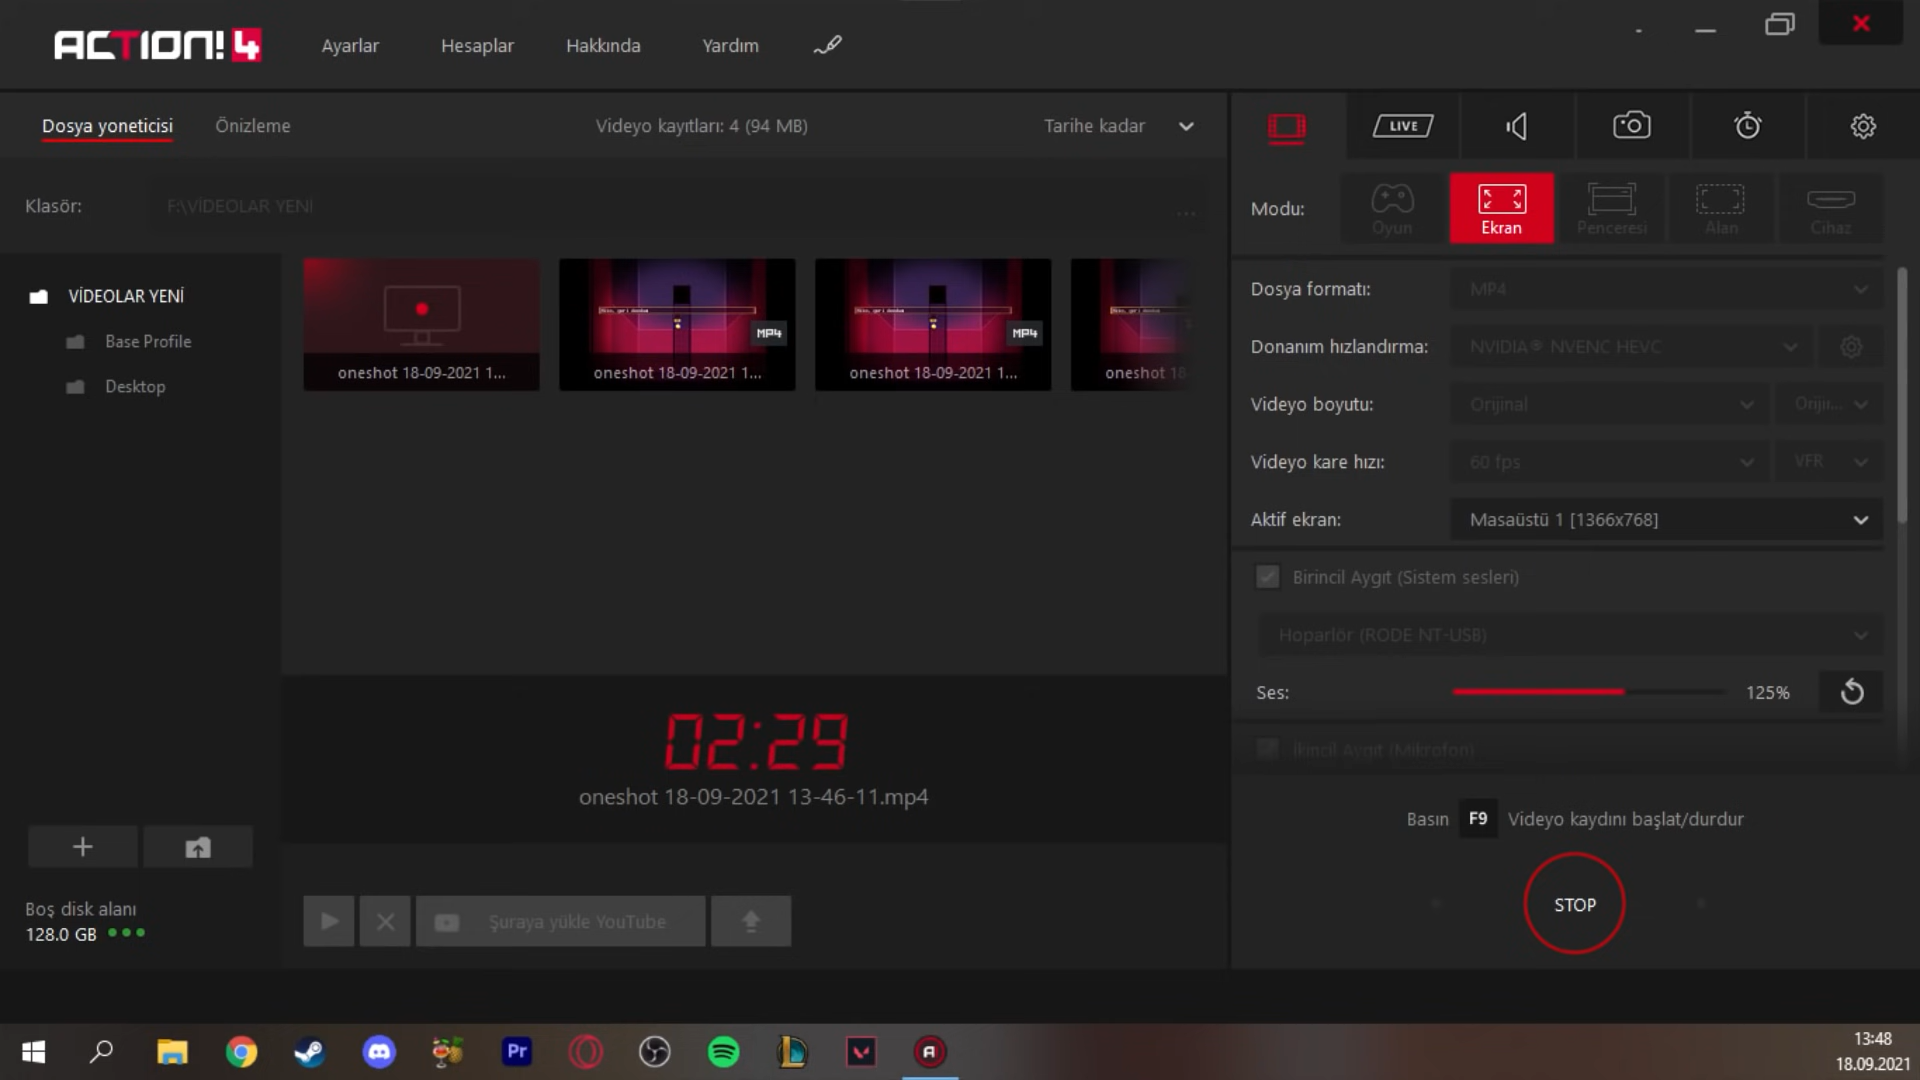 ACTION! 4
Ayarlar
Hesaplar
Hakkında
Yardım
Dosya yoneticisi
Önizleme
Videyo kayıtları: 4 (94 MB)
Tarihe kadar
LIVE
Klasör:
F:\VİDEOLAR YENİ
...
Modu:
Oyun
Ekran
Penceresi
Alan
Cihaz
VİDEOLAR YENİ
Base Profile
Desktop
oneshot 18-09-2021 1...
MP4
oneshot 18-09-2021 1...
MP4
oneshot 18-09-2021 1...
oneshot 18
Dosya formatı:
MP4
Donanım hızlandırma:
NVIDIA® NVENC HEVC
Videyo boyutu:
Orijinal
Orijin...
Videyo kare hızı:
60 fps
VFR
Aktif ekran:
Masaüstü 1 [1366x768]
Birincil Aygıt (Sistem sesleri)
Hoparlör (RODE NT-USB)
Ses:
125%
İkincil Aygıt (Mikrofon)
02:29
oneshot 18-09-2021 13-46-11.mp4
Basın F9 Videyo kaydını başlat/durdur
STOP
Boş disk alanı
128.0 GB
Şuraya yükle YouTube
Pr
13:48
18.09.2021